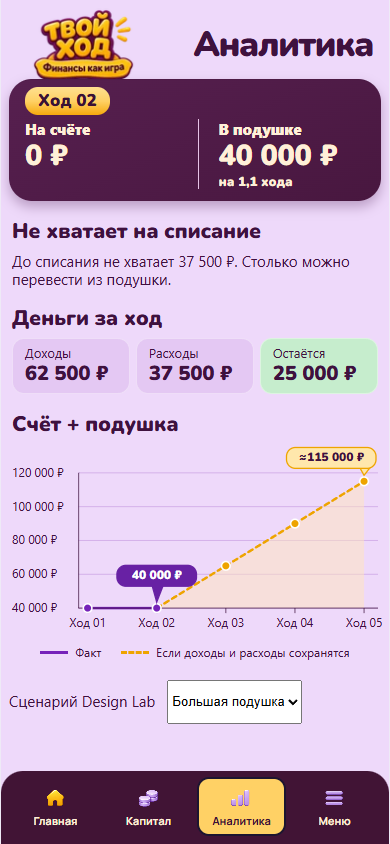 ТВОЙ
ХОД
Финансы как игра
Аналитика
Ход 02
На счёте
0 ₽
В подушке
40 000 ₽
на 1,1 хода
Не хватает на списание
До списания не хватает 37 500 ₽. Столько можно
перевести из подушки.
Деньги за ход
Доходы
62 500 ₽
Расходы
37 500 ₽
Остаётся
25 000 ₽
Счёт + подушка
≈115 000 ₽
120 000 ₽
100 000 ₽
80 000 ₽
60 000 ₽
40 000 ₽
40 000 ₽
Ход 01
Ход 02
Ход 03
Ход 04
Ход 05
Факт
Если доходы и расходы сохранятся
Сценарий Design Lab
Большая подушка
Главная
Капитал
Аналитика
Меню